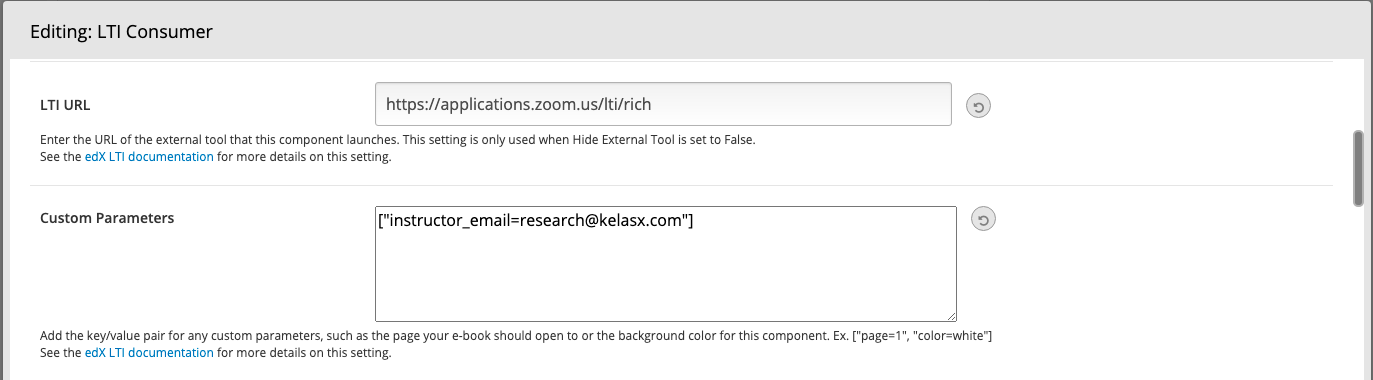 Editing: LTI Consumer
LTI URL
https://applications.zoom.us/lti/rich
Enter the URL of the external tool that this component launches. This setting is only used when Hide External Tool is set to False.
See the edX LTI documentation for more details on this setting.
Custom Parameters
["instructor_email=research@kelasx.com"]
Add the key/value pair for any custom parameters, such as the page your e-book should open to or the background color for this component. Ex. ["page=1", "color=white"]
See the edX LTI documentation for more details on this setting.